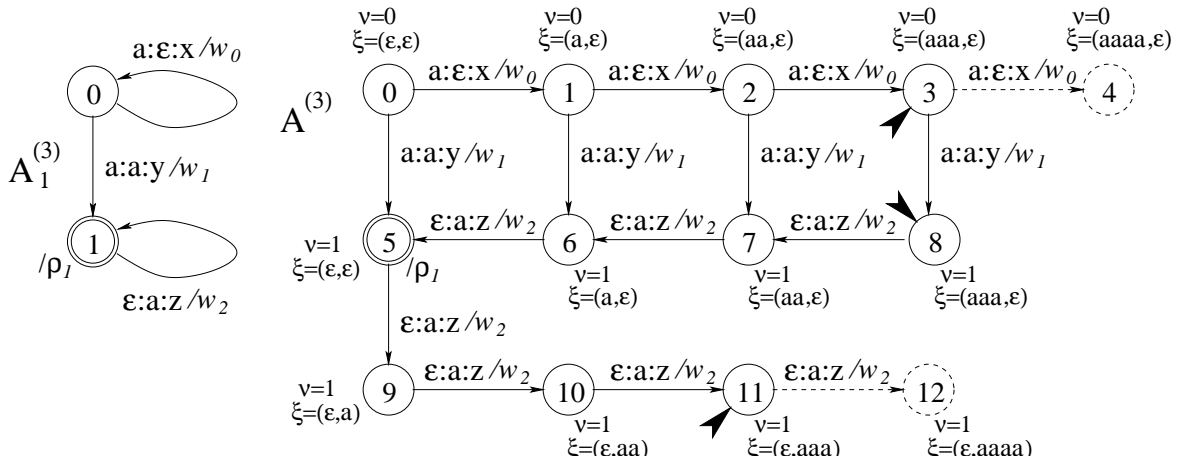 ν=0 ν=0 ν=0 ν=0 ν=0
ξ=(ε,ε) ξ=(a,ε) ξ=(aa,ε) ξ=(aaa,ε) ξ=(aaaa,ε)
a:ε:x /w₀ a:ε:x /w₀ a:ε:x /w₀ a:ε:x /w₀ a:ε:x /w₀
0 0 1 2 3 4
A₁⁽³⁾ A⁽³⁾
a:a:y /w₁ a:a:y /w₁ a:a:y /w₁ a:a:y /w₁ a:a:y /w₁
ε:a:z /w₂ ε:a:z /w₂ ε:a:z /w₂
1 5 6 7 8
/ρ₁ ν=1 /ρ₁ ν=1 ν=1 ν=1
ξ=(ε,ε) ξ=(a,ε) ξ=(aa,ε) ξ=(aaa,ε)
ε:a:z /w₂ ε:a:z /w₂
ε:a:z /w₂ ε:a:z /w₂ ε:a:z /w₂
ν=1 9 10 11 12
ξ=(ε,a) ν=1 ν=1 ν=1
ξ=(ε,aa) ξ=(ε,aaa) ξ=(ε,aaaa)